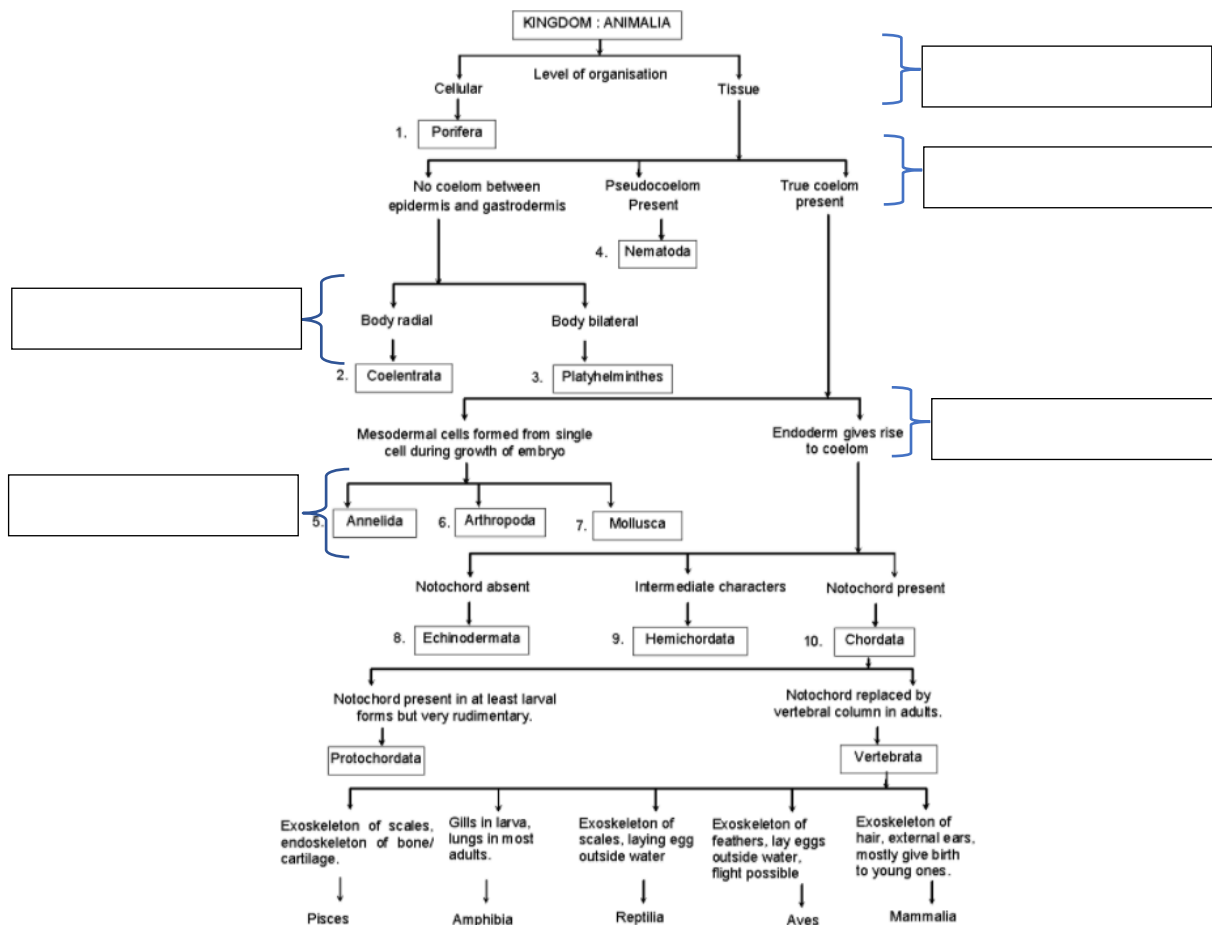 KINGDOM : ANIMALIA
Level of organisation
Cellular
Tissue
1. Porifera
No coelom between
epidermis and gastrodermis
Pseudocoelom
Present
True coelom
present
4. Nematoda
Body radial
Body bilateral
2. Coelentrata
3. Platyhelminthes
Mesodermal cells formed from single
cell during growth of embryo
Endoderm gives rise
to coelom
5. Annelida
6. Arthropoda
7. Mollusca
Notochord absent
Intermediate characters
Notochord present
8. Echinodermata
9. Hemichordata
10. Chordata
Notochord present in at least larval
forms but very rudimentary.
Notochord replaced by
vertebral column in adults.
Protochordata
Vertebrata
Exoskeleton of scales,
endoskeleton of bone/
cartilage.
Gills in larva,
lungs in most
adults.
Exoskeleton of
scales, laying egg
outside water
Exoskeleton of
feathers, lay eggs
outside water,
flight possible
Exoskeleton of
hair, external ears,
mostly give birth
to young ones.
Pisces
Amphibia
Reptilia
Aves
Mammalia